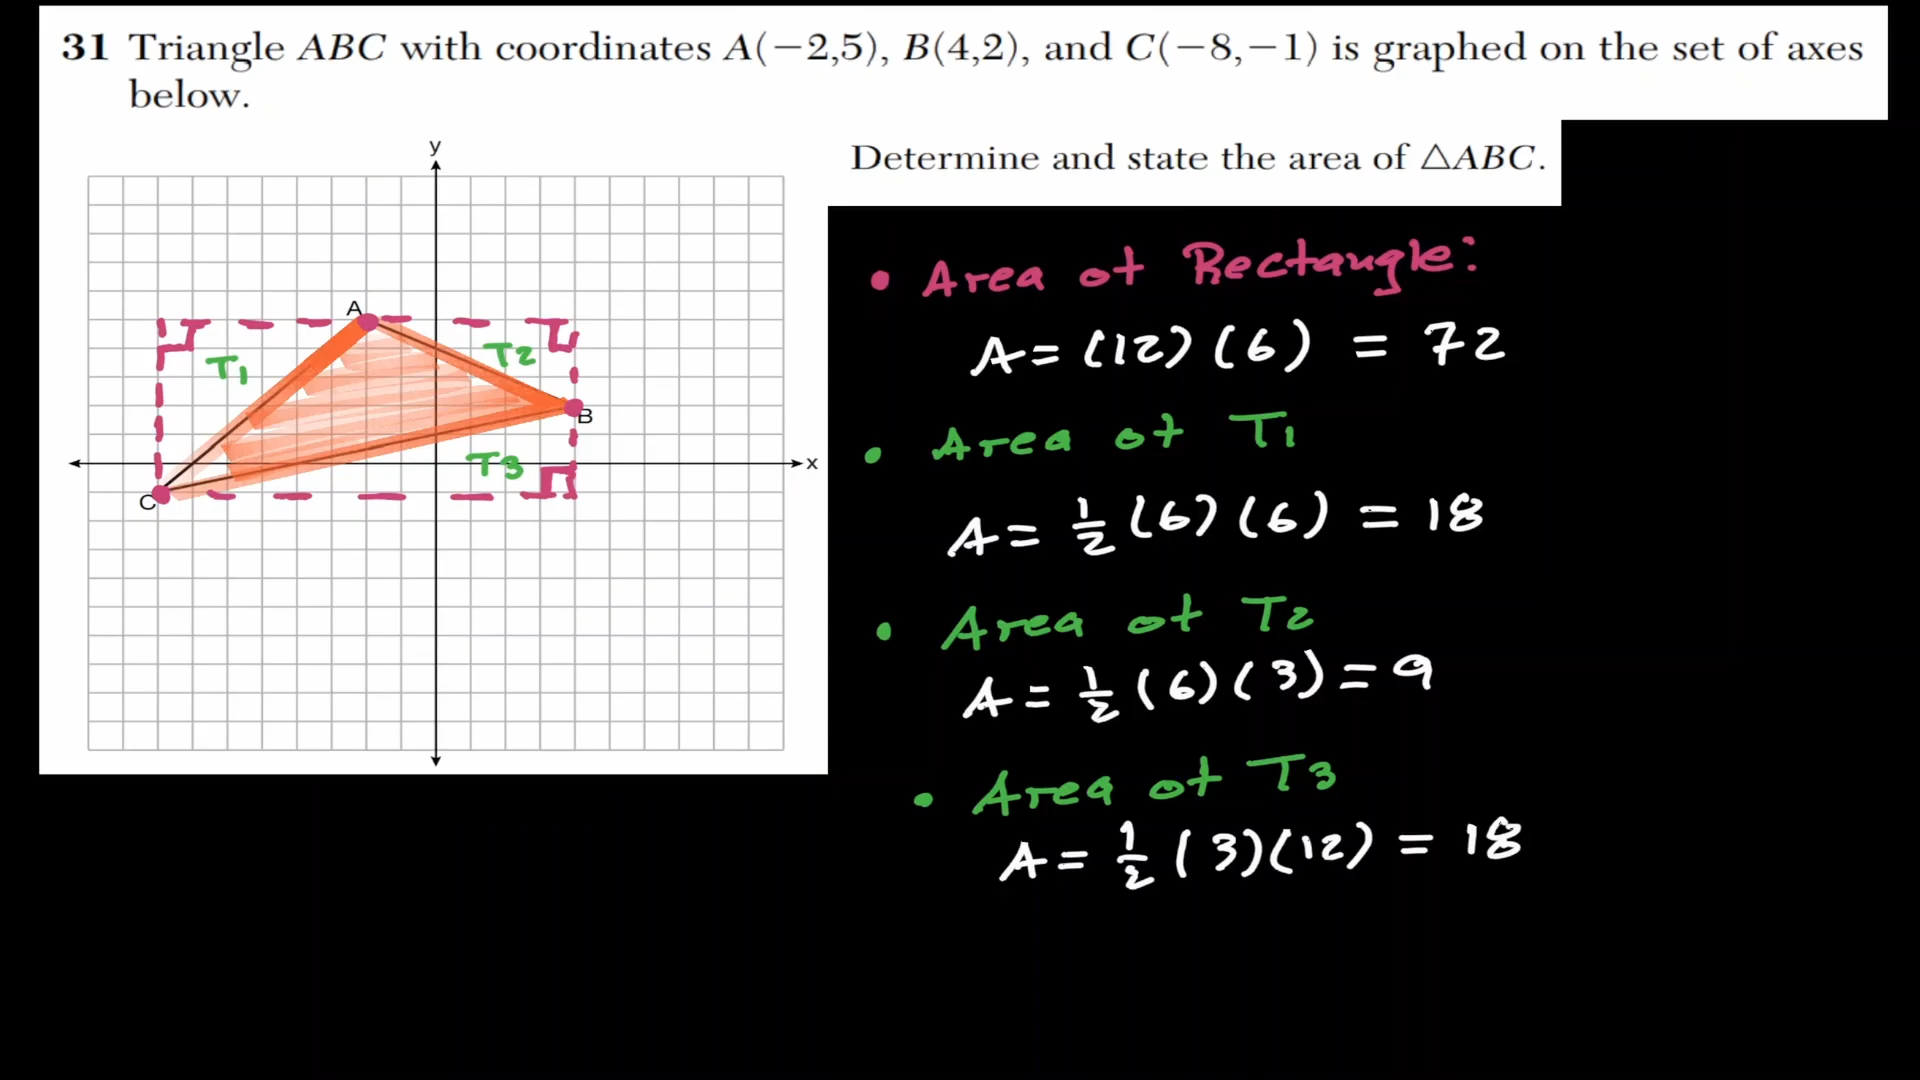 31 Triangle ABC with coordinates A(−2,5), B(4,2), and C(−8,−1) is graphed on the set of axes
below.
Determine and state the area of △ABC.
y
A
T1
T2
B
T3
x
C
• Area of Rectangle:
A = (12)(6) = 72
• Area of T1
A = 1/2 (6)(6) = 18
• Area of T2
A = 1/2 (6)(3) = 9
• Area of T3
A = 1/2 (3)(12) = 18